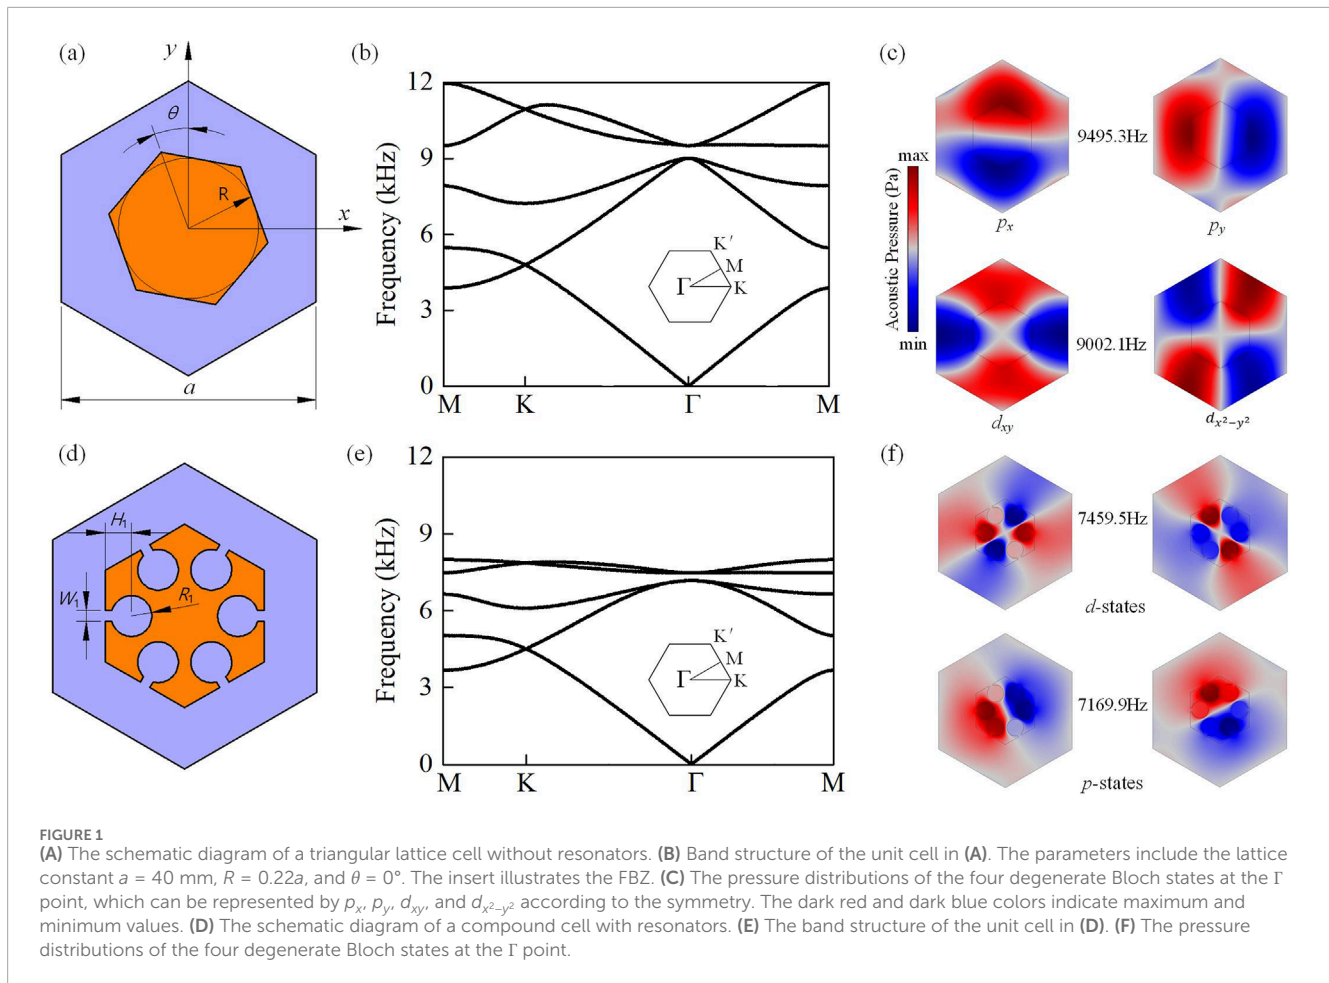 (a)
y
θ
R
x
a
(b)
Frequency (kHz)
12
9
6
3
0
M K Γ M
K′
M
Γ
K
(c)
max
Acoustic Pressure (Pa)
min
9495.3Hz
pₓ
p_y
9002.1Hz
d_xy
d_x²−y²
(d)
H₁
W₁
R₁
(e)
Frequency (kHz)
12
9
6
3
0
M K Γ M
K′
M
Γ
K
(f)
7459.5Hz
d-states
7169.9Hz
p-states
FIGURE 1
(A) The schematic diagram of a triangular lattice cell without resonators. (B) Band structure of the unit cell in (A). The parameters include the lattice
constant a = 40 mm, R = 0.22a, and θ = 0°. The insert illustrates the FBZ. (C) The pressure distributions of the four degenerate Bloch states at the Γ
point, which can be represented by pₓ, p_y, d_xy, and d_x²−y² according to the symmetry. The dark red and dark blue colors indicate maximum and
minimum values. (D) The schematic diagram of a compound cell with resonators. (E) The band structure of the unit cell in (D). (F) The pressure
distributions of the four degenerate Bloch states at the Γ point.